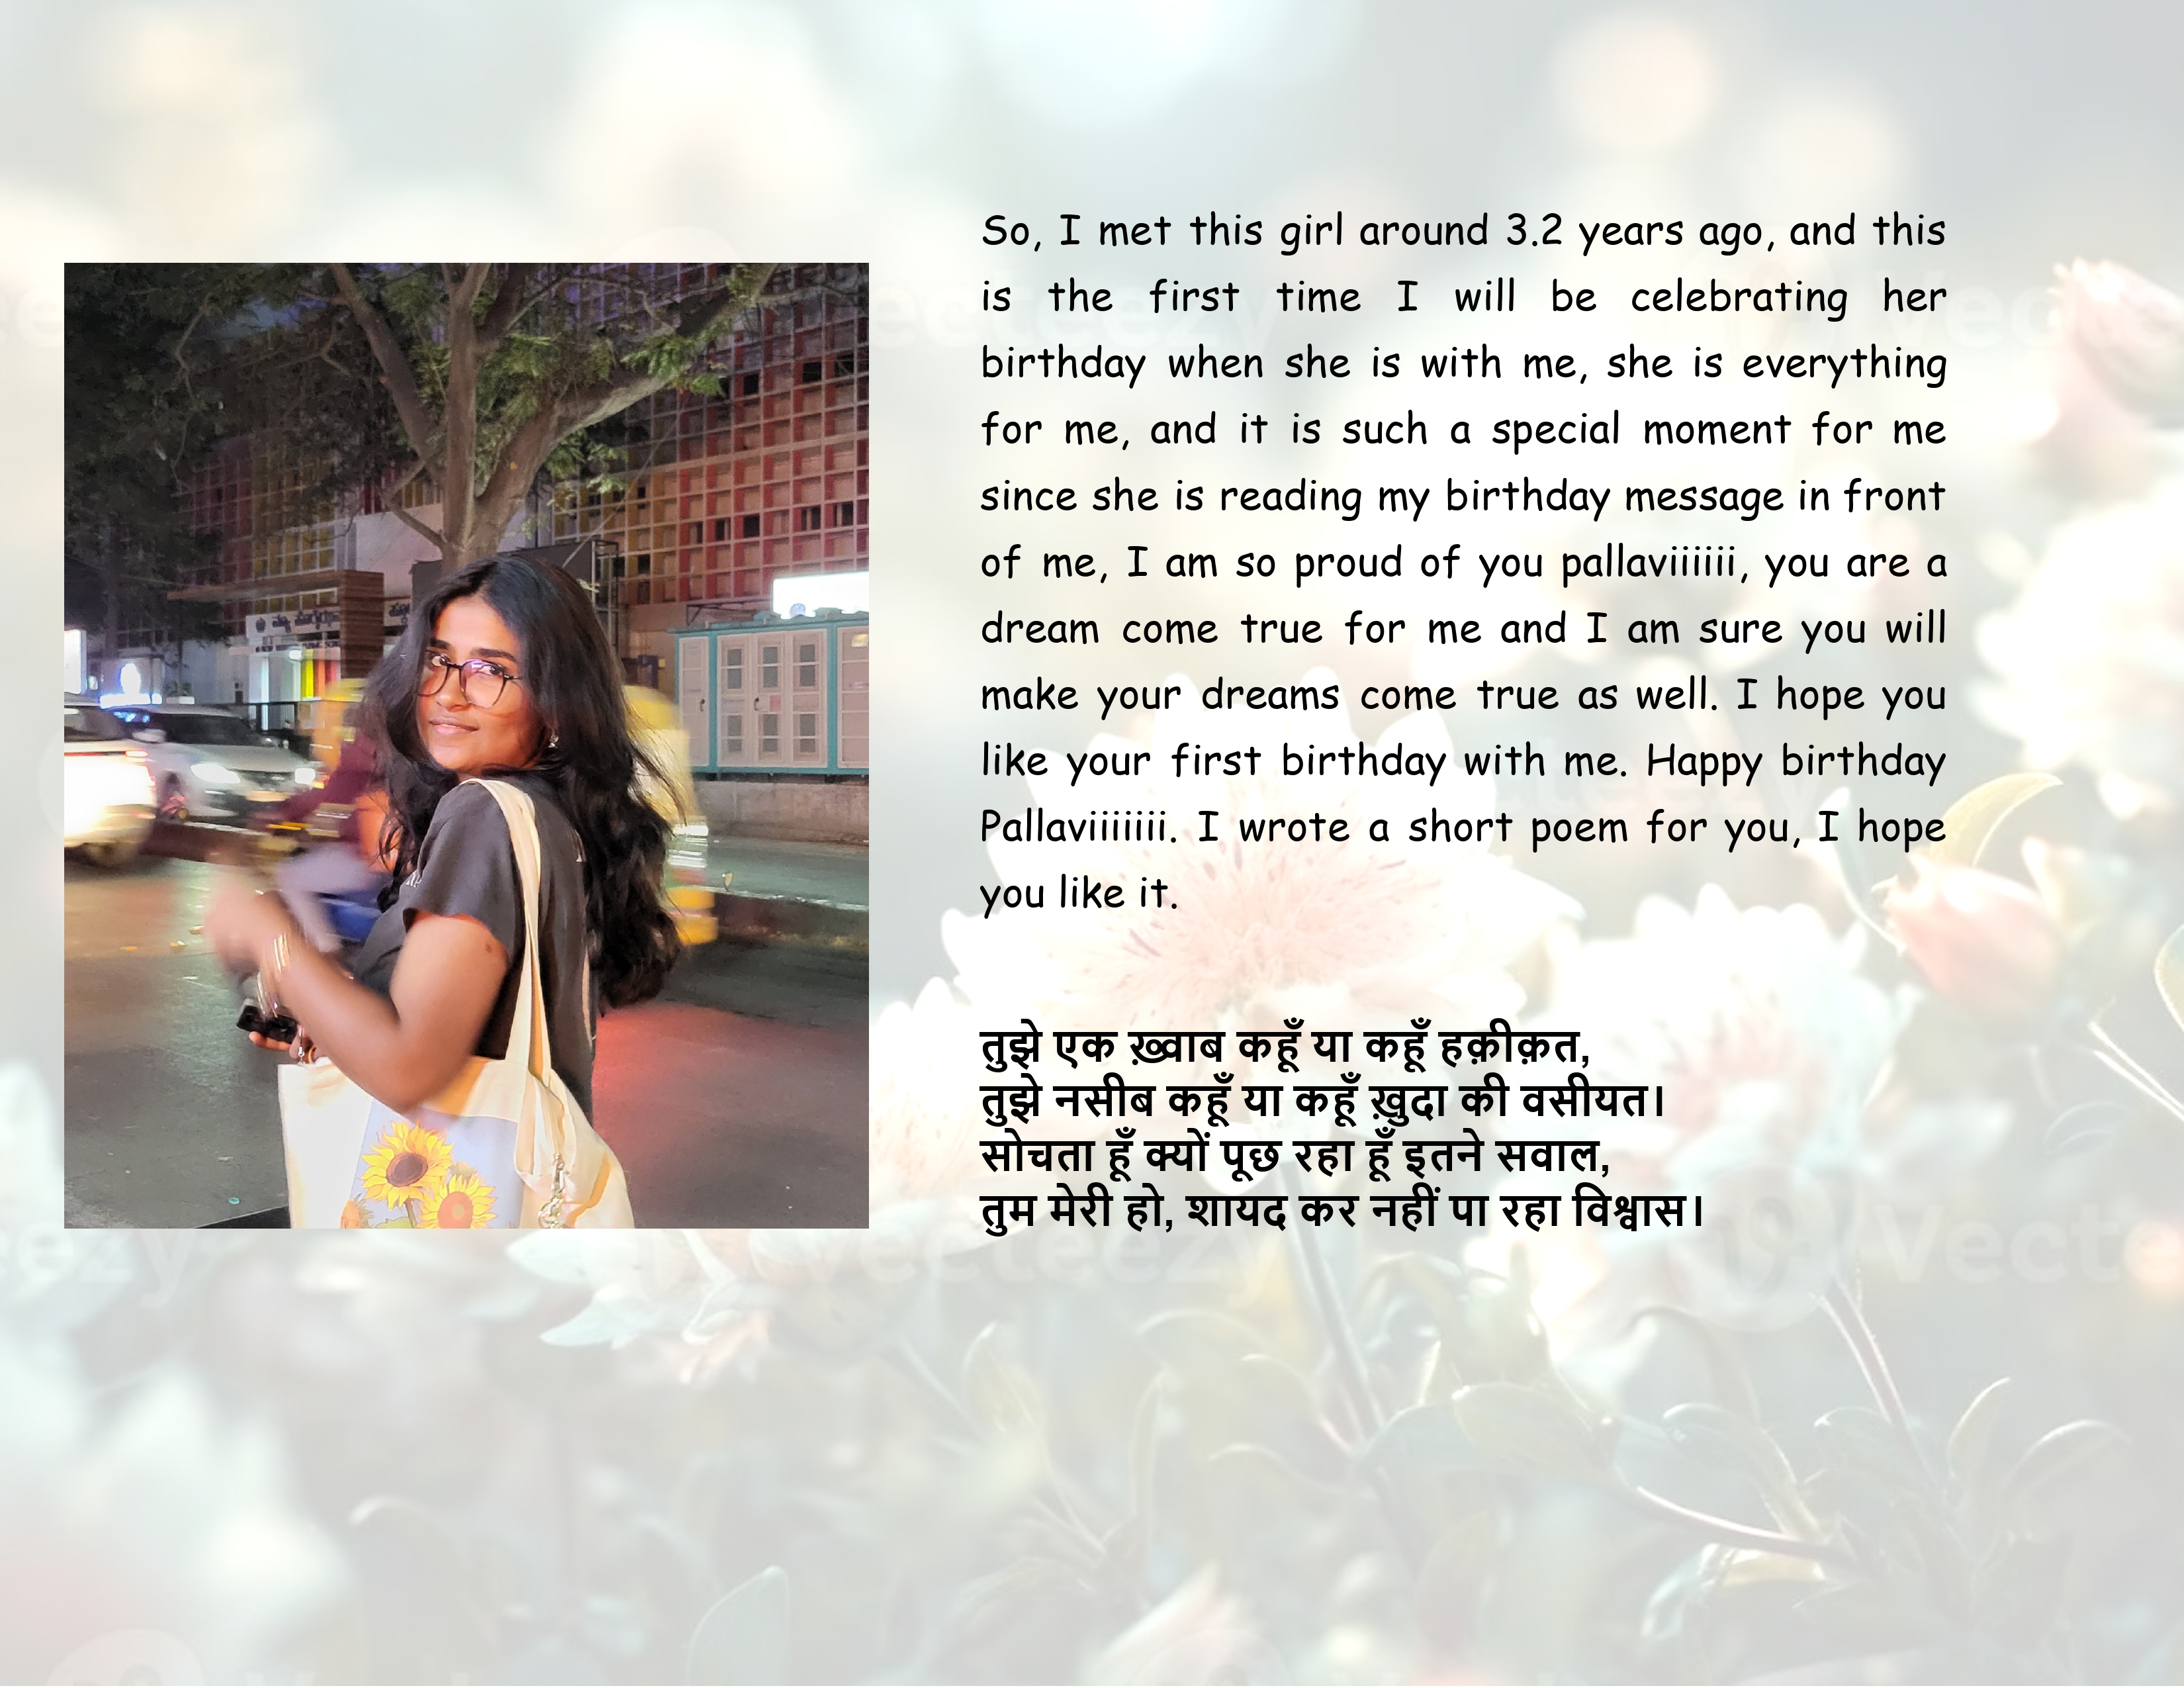 So, I met this girl around 3.2 years ago, and this
is the first time I will be celebrating her
birthday when she is with me, she is everything
for me, and it is such a special moment for me
since she is reading my birthday message in front
of me, I am so proud of you pallaviiiiii, you are a
dream come true for me and I am sure you will
make your dreams come true as well. I hope you
like your first birthday with me. Happy birthday
Pallaviiiiiii. I wrote a short poem for you, I hope
you like it.
तुझे एक ख़्वाब कहूँ या कहूँ हक़ीक़त,
तुझे नसीब कहूँ या कहूँ ख़ुदा की वसीयत।
सोचता हूँ क्यों पूछ रहा हूँ इतने सवाल,
तुम मेरी हो, शायद कर नहीं पा रहा विश्वास।
vecteezy